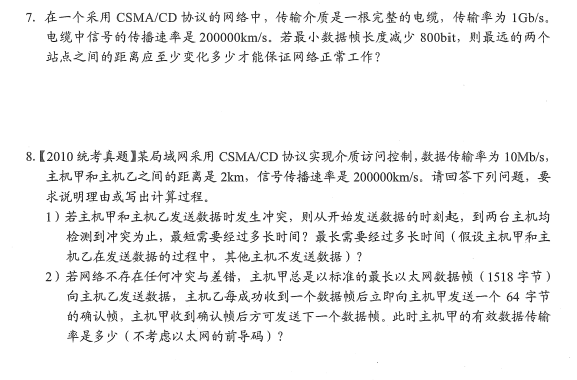 7. 在一个采用 CSMA/CD 协议的网络中，传输介质是一根完整的电缆，传输率为 1Gb/s，
电缆中信号的传播速率是 200000km/s。若最小数据帧长度减少 800bit，则最远的两个
站点之间的距离应至少变化多少才能保证网络正常工作？
8.【2010 统考真题】某局域网采用 CSMA/CD 协议实现介质访问控制，数据传输率为 10Mb/s，
主机甲和主机乙之间的距离是 2km，信号传播速率是 200000km/s。请回答下列问题，要
求说明理由或写出计算过程。
1）若主机甲和主机乙发送数据时发生冲突，则从开始发送数据的时刻起，到两台主机均
检测到冲突为止，最短需要经过多长时间？最长需要经过多长时间（假设主机甲和主
机乙在发送数据的过程中，其他主机不发送数据）？
2）若网络不存在任何冲突与差错，主机甲总是以标准的最长以太网数据帧（1518 字节）
向主机乙发送数据，主机乙每成功收到一个数据帧后立即向主机甲发送一个 64 字节
的确认帧，主机甲收到确认帧后方可发送下一个数据帧。此时主机甲的有效数据传输
率是多少（不考虑以太网的前导码）？